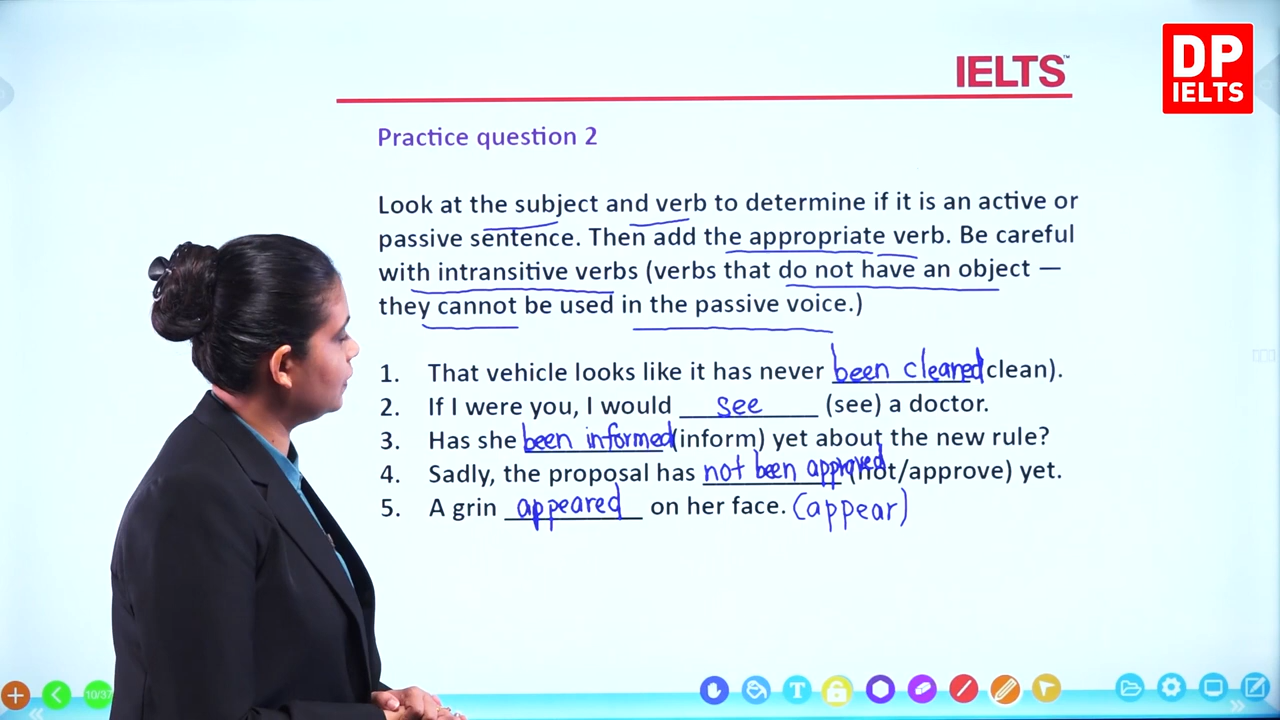 DP
IELTS
IELTS™
Practice question 2
Look at the subject and verb to determine if it is an active or
passive sentence. Then add the appropriate verb. Be careful
with intransitive verbs (verbs that do not have an object —
they cannot be used in the passive voice.)
1. That vehicle looks like it has never been cleaned clean).
2. If I were you, I would see (see) a doctor.
3. Has she been informed (inform) yet about the new rule?
4. Sadly, the proposal has not been approved (not/approve) yet.
5. A grin appeared on her face. (appear)
10/37